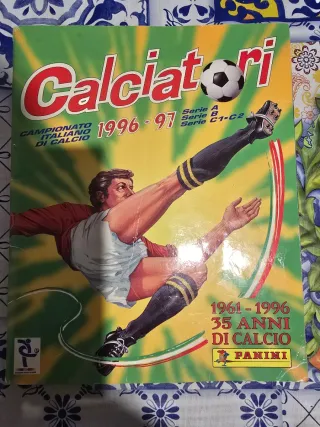 Calciatori
CAMPIONATO
ITALIANO
DI CALCIO
1996-97
Serie A
Serie B
Serie C1-C2
1961-1996
35 ANNI
DI CALCIO
PANINI